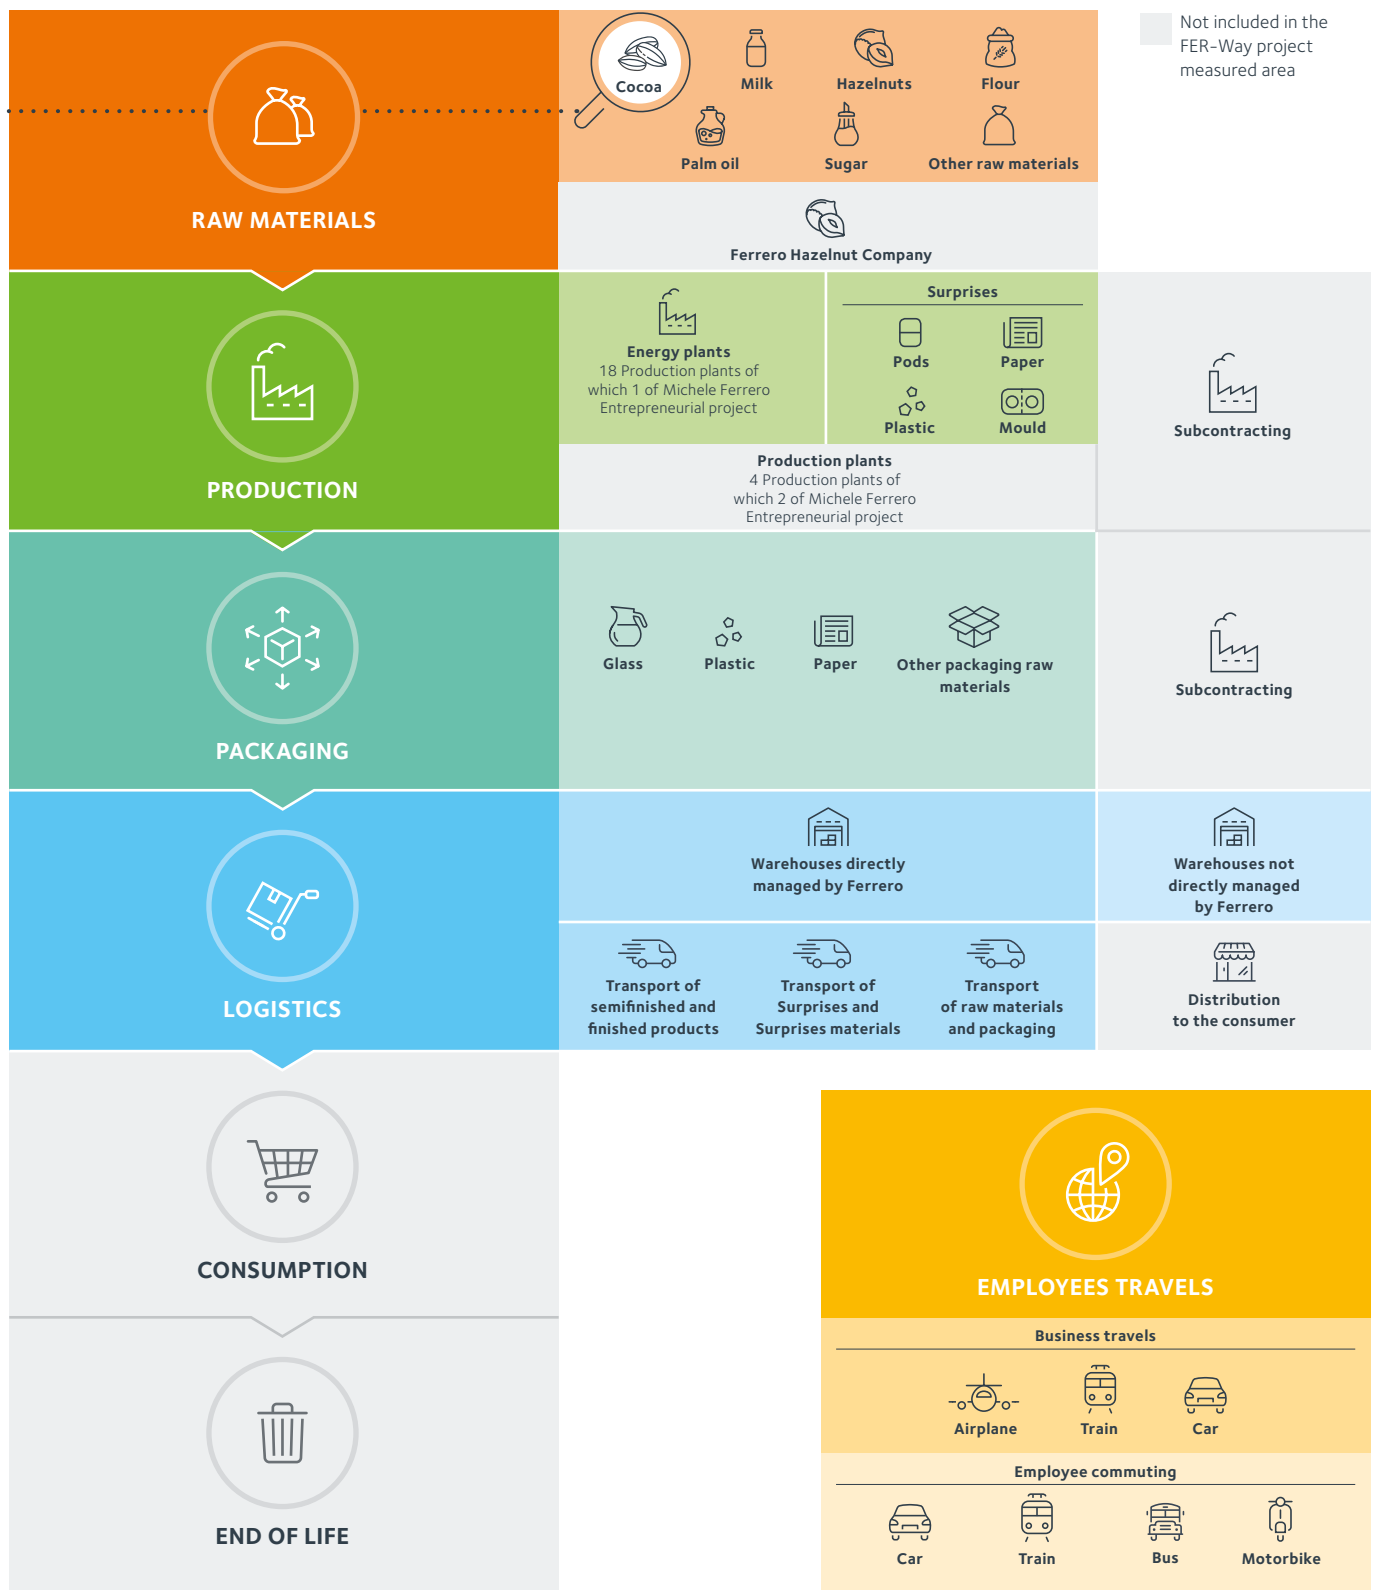 Not included in the
FER-Way project
measured area
Cocoa
Milk
Hazelnuts
Flour
Palm oil
Sugar
Other raw materials
RAW MATERIALS
Ferrero Hazelnut Company
Energy plants
18 Production plants of
which 1 of Michele Ferrero
Entrepreneurial project
Surprises
Pods
Paper
Plastic
Mould
Subcontracting
PRODUCTION
Production plants
4 Production plants of
which 2 of Michele Ferrero
Entrepreneurial project
Glass
Plastic
Paper
Other packaging raw
materials
Subcontracting
PACKAGING
Warehouses directly
managed by Ferrero
Warehouses not
directly managed
by Ferrero
LOGISTICS
Transport of
semifinished and
finished products
Transport of
Surprises and
Surprises materials
Transport
of raw materials
and packaging
Distribution
to the consumer
CONSUMPTION
END OF LIFE
EMPLOYEES TRAVELS
Business travels
Airplane
Train
Car
Employee commuting
Car
Train
Bus
Motorbike